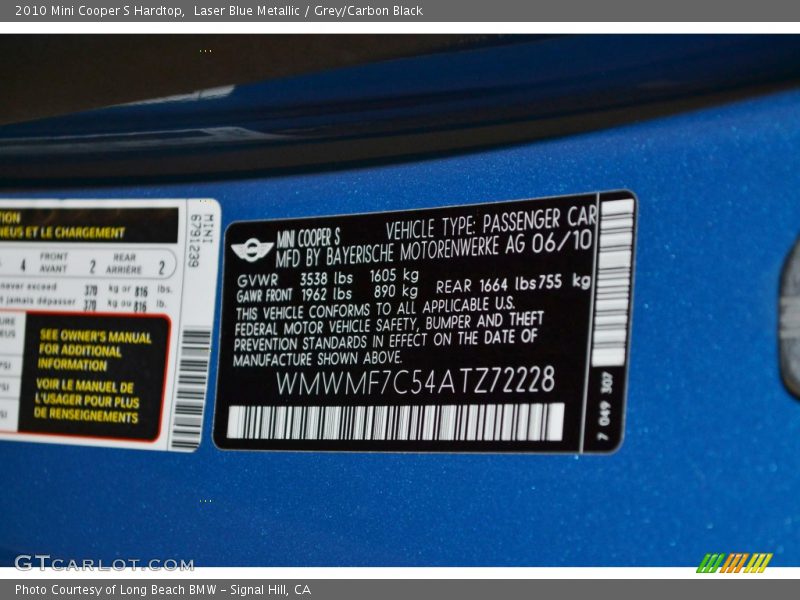 2010 Mini Cooper S Hardtop,  Laser Blue Metallic / Grey/Carbon Black
NEUS ET LE CHARGEMENT
4 FRONT AVANT 2 REAR ARRIÈRE 2
never exceed 370 kg or 816 lbs.
jamais dépasser 370 kg ou 816 lb.
SEE OWNER'S MANUAL
FOR ADDITIONAL
INFORMATION
VOIR LE MANUEL DE
L'USAGER POUR PLUS
DE RENSEIGNEMENTS
MINI
6791239
MINI COOPER S VEHICLE TYPE: PASSENGER CAR
MFD BY BAYERISCHE MOTORENWERKE AG 06/10
GVWR 3538 lbs 1605 kg
GAWR FRONT 1962 lbs 890 kg REAR 1664 lbs 755 kg
THIS VEHICLE CONFORMS TO ALL APPLICABLE U.S.
FEDERAL MOTOR VEHICLE SAFETY, BUMPER AND THEFT
PREVENTION STANDARDS IN EFFECT ON THE DATE OF
MANUFACTURE SHOWN ABOVE.
WMWMF7C54ATZ72228
7 049 307
GTCARLOT.COM
Photo Courtesy of Long Beach BMW – Signal Hill, CA